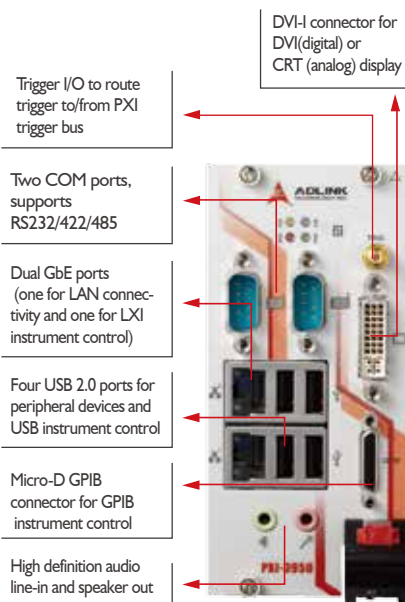 DVI-I connector for
DVI(digital) or
CRT (analog) display
Trigger I/O to route
trigger to/from PXI
trigger bus
Two COM ports,
supports
RS232/422/485
Dual GbE ports
(one for LAN connec-
tivity and one for LXI
instrument control)
Four USB 2.0 ports for
peripheral devices and
USB instrument control
Micro-D GPIB
connector for GPIB
instrument control
High definition audio
line-in and speaker out
ADLINK
PXI-3950